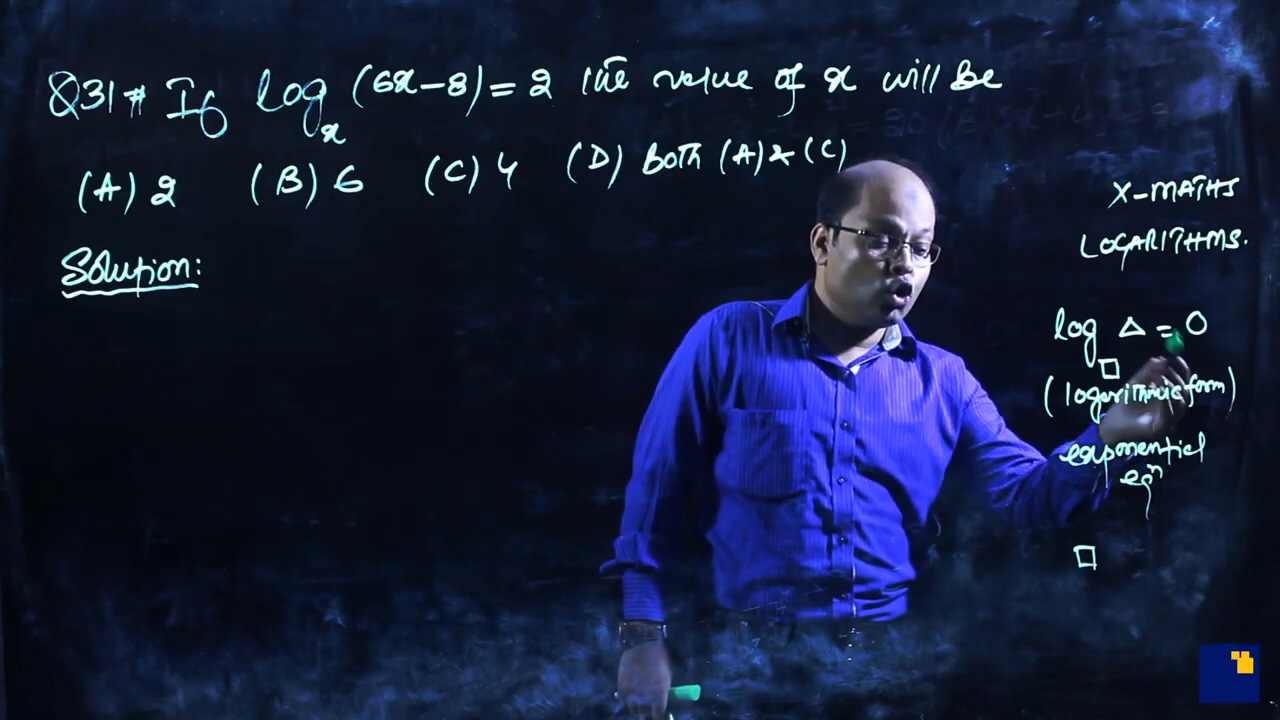 Q31# If logx (6x-8) = 2 the value of x will be
(A) 2 (B) 6 (C) 4 (D) Both (A) & (C)
Solution:
X-MATHS
LOGARITHMS.
log□ Δ = O
(logarithmic form)
exponential
eqⁿ
□